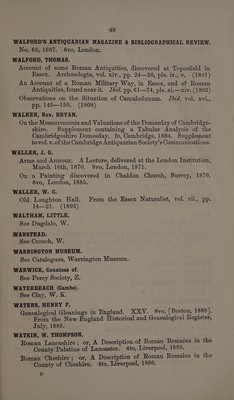 49
WALFORD'S ANTIQUARIAN MAGAZINE & BIBLIOGRAPHICAL REVIEW.
No. 63, 1887. 8vo, London.
WALFORD, THOMAS.
Account of some Roman Antiquities, discovered at Topesfield in
Essex. Archæologia, vol. xiv., pp. 24—26, pls. iv., v. (1801)
An Account of a Roman Military Way, in Essex, and of Roman
Antiquities, found near it. Ibid. pp. 61—74, pls. xi.—xiv. (1802)
Observations on the Situation of Camulodunum. Ibid. vol. xvi.,
pp. 145—150. (1808)
WALKER, Rev. BRYAN.
On the Measurements and Valuations of the Domesday of Cambridge-
shire. Supplement containing a Tabular Analysis of the
Cambridgeshire Domesday. fo, Cambridge, 1884. Supplement
to vol. v. of the Cambridge Antiquarian Society's Communications.
WALLER, J. G.
Arms and Armour. A Lecture, delivered at the London Institution,
March 16th, 1870. 8vo, London, 1871.
On a Painting discovered in Chaldon Church, Surrey, 1870.
8vo, London, 1885.
WALLER, W. C.
Old Loughton Hall. From the Essex Naturalist, vol. vii., pp.
14—21. [1893]
WALTHAM, LITTLE.
See Dugdale, W.
WANSTEAD.
See Crouch, W.
WARRINGTON MUSEUM.
See Catalogues, Warrington Museum.
WARWICK, Countess of.
See Percy Society, Z.
WATERBEACH (Cambs).
See Clay, W. K.
WATERS, HENRY F.
Genealogical Gleanings in England. XXV. 8vo, [Boston, 1889].
From the New England Historical and Genealogical Register,
July, 1889.
WATKIN, W. THOMPSON.
Roman Lancashire; or, A Description of Roman Remains in the
County Palatine of Lancaster. 4to, Liverpool, 1883.
Roman Cheshire; or, A Description of Roman Remains in the
County of Cheshire. 4to, Liverpool, 1886.